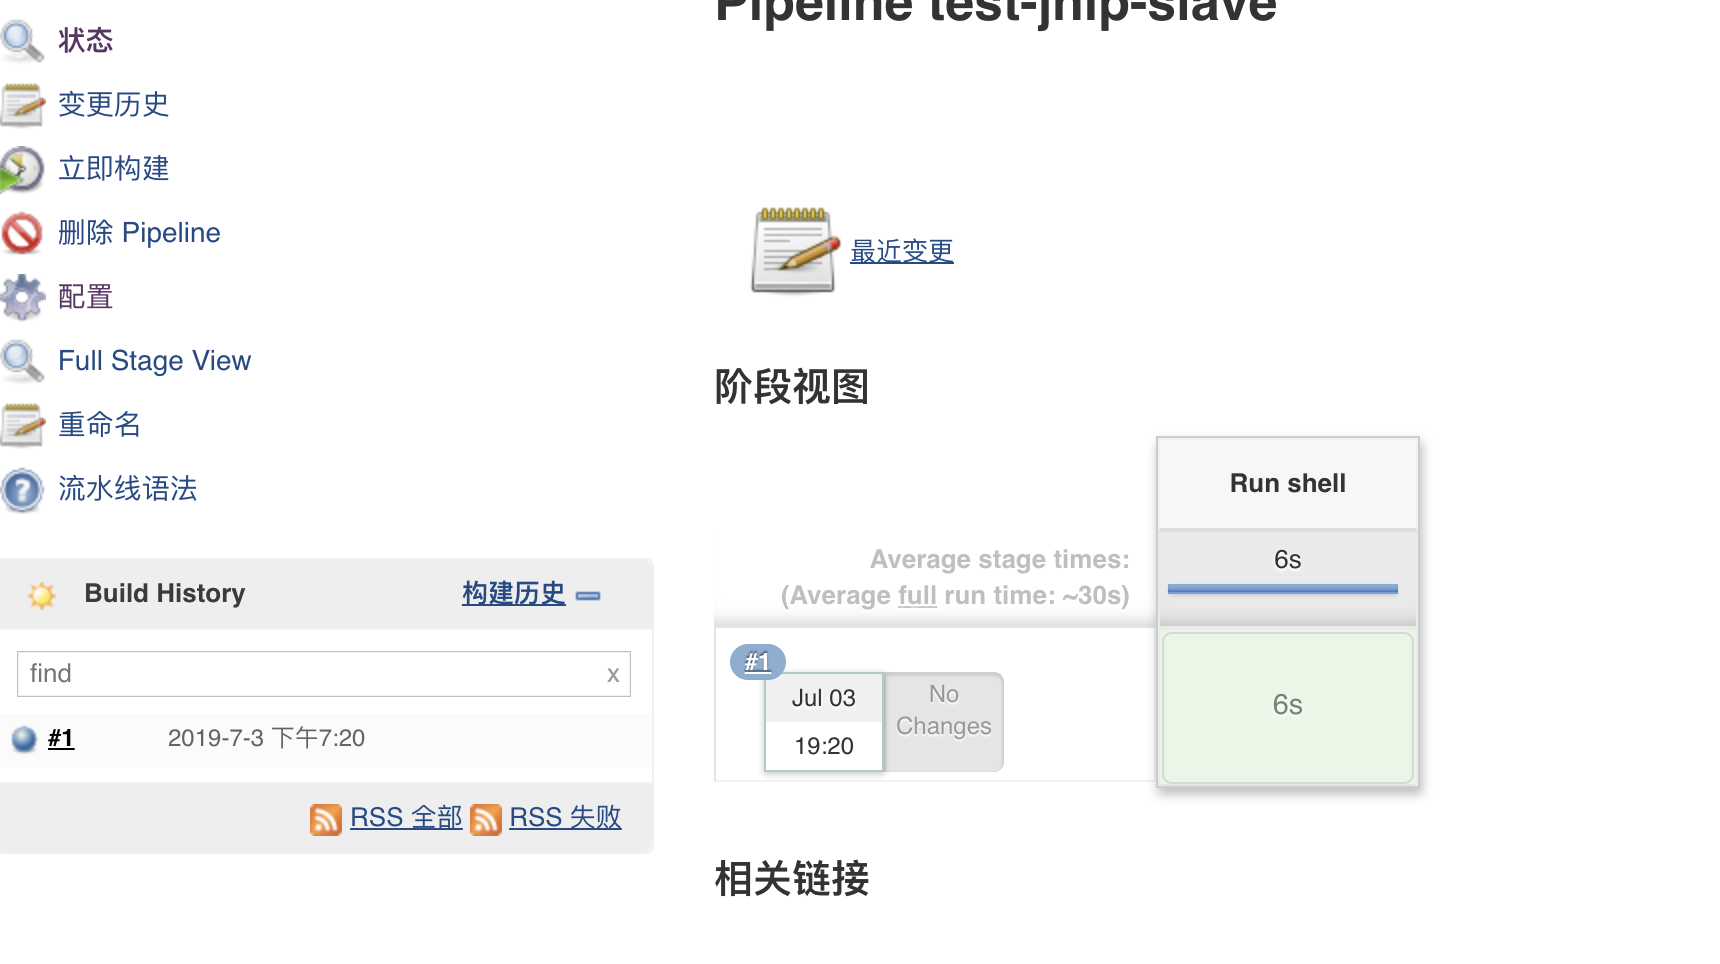 Pipeline test-jnlp-slave
状态
变更历史
立即构建
删除 Pipeline
配置
Full Stage View
重命名
流水线语法
Build History 构建历史
find x
#1 2019-7-3 下午7:20
RSS 全部 RSS 失败
最近变更
阶段视图
Run shell
Average stage times: 6s
(Average full run time: ~30s)
#1
Jul 03
19:20
No
Changes
6s
相关链接